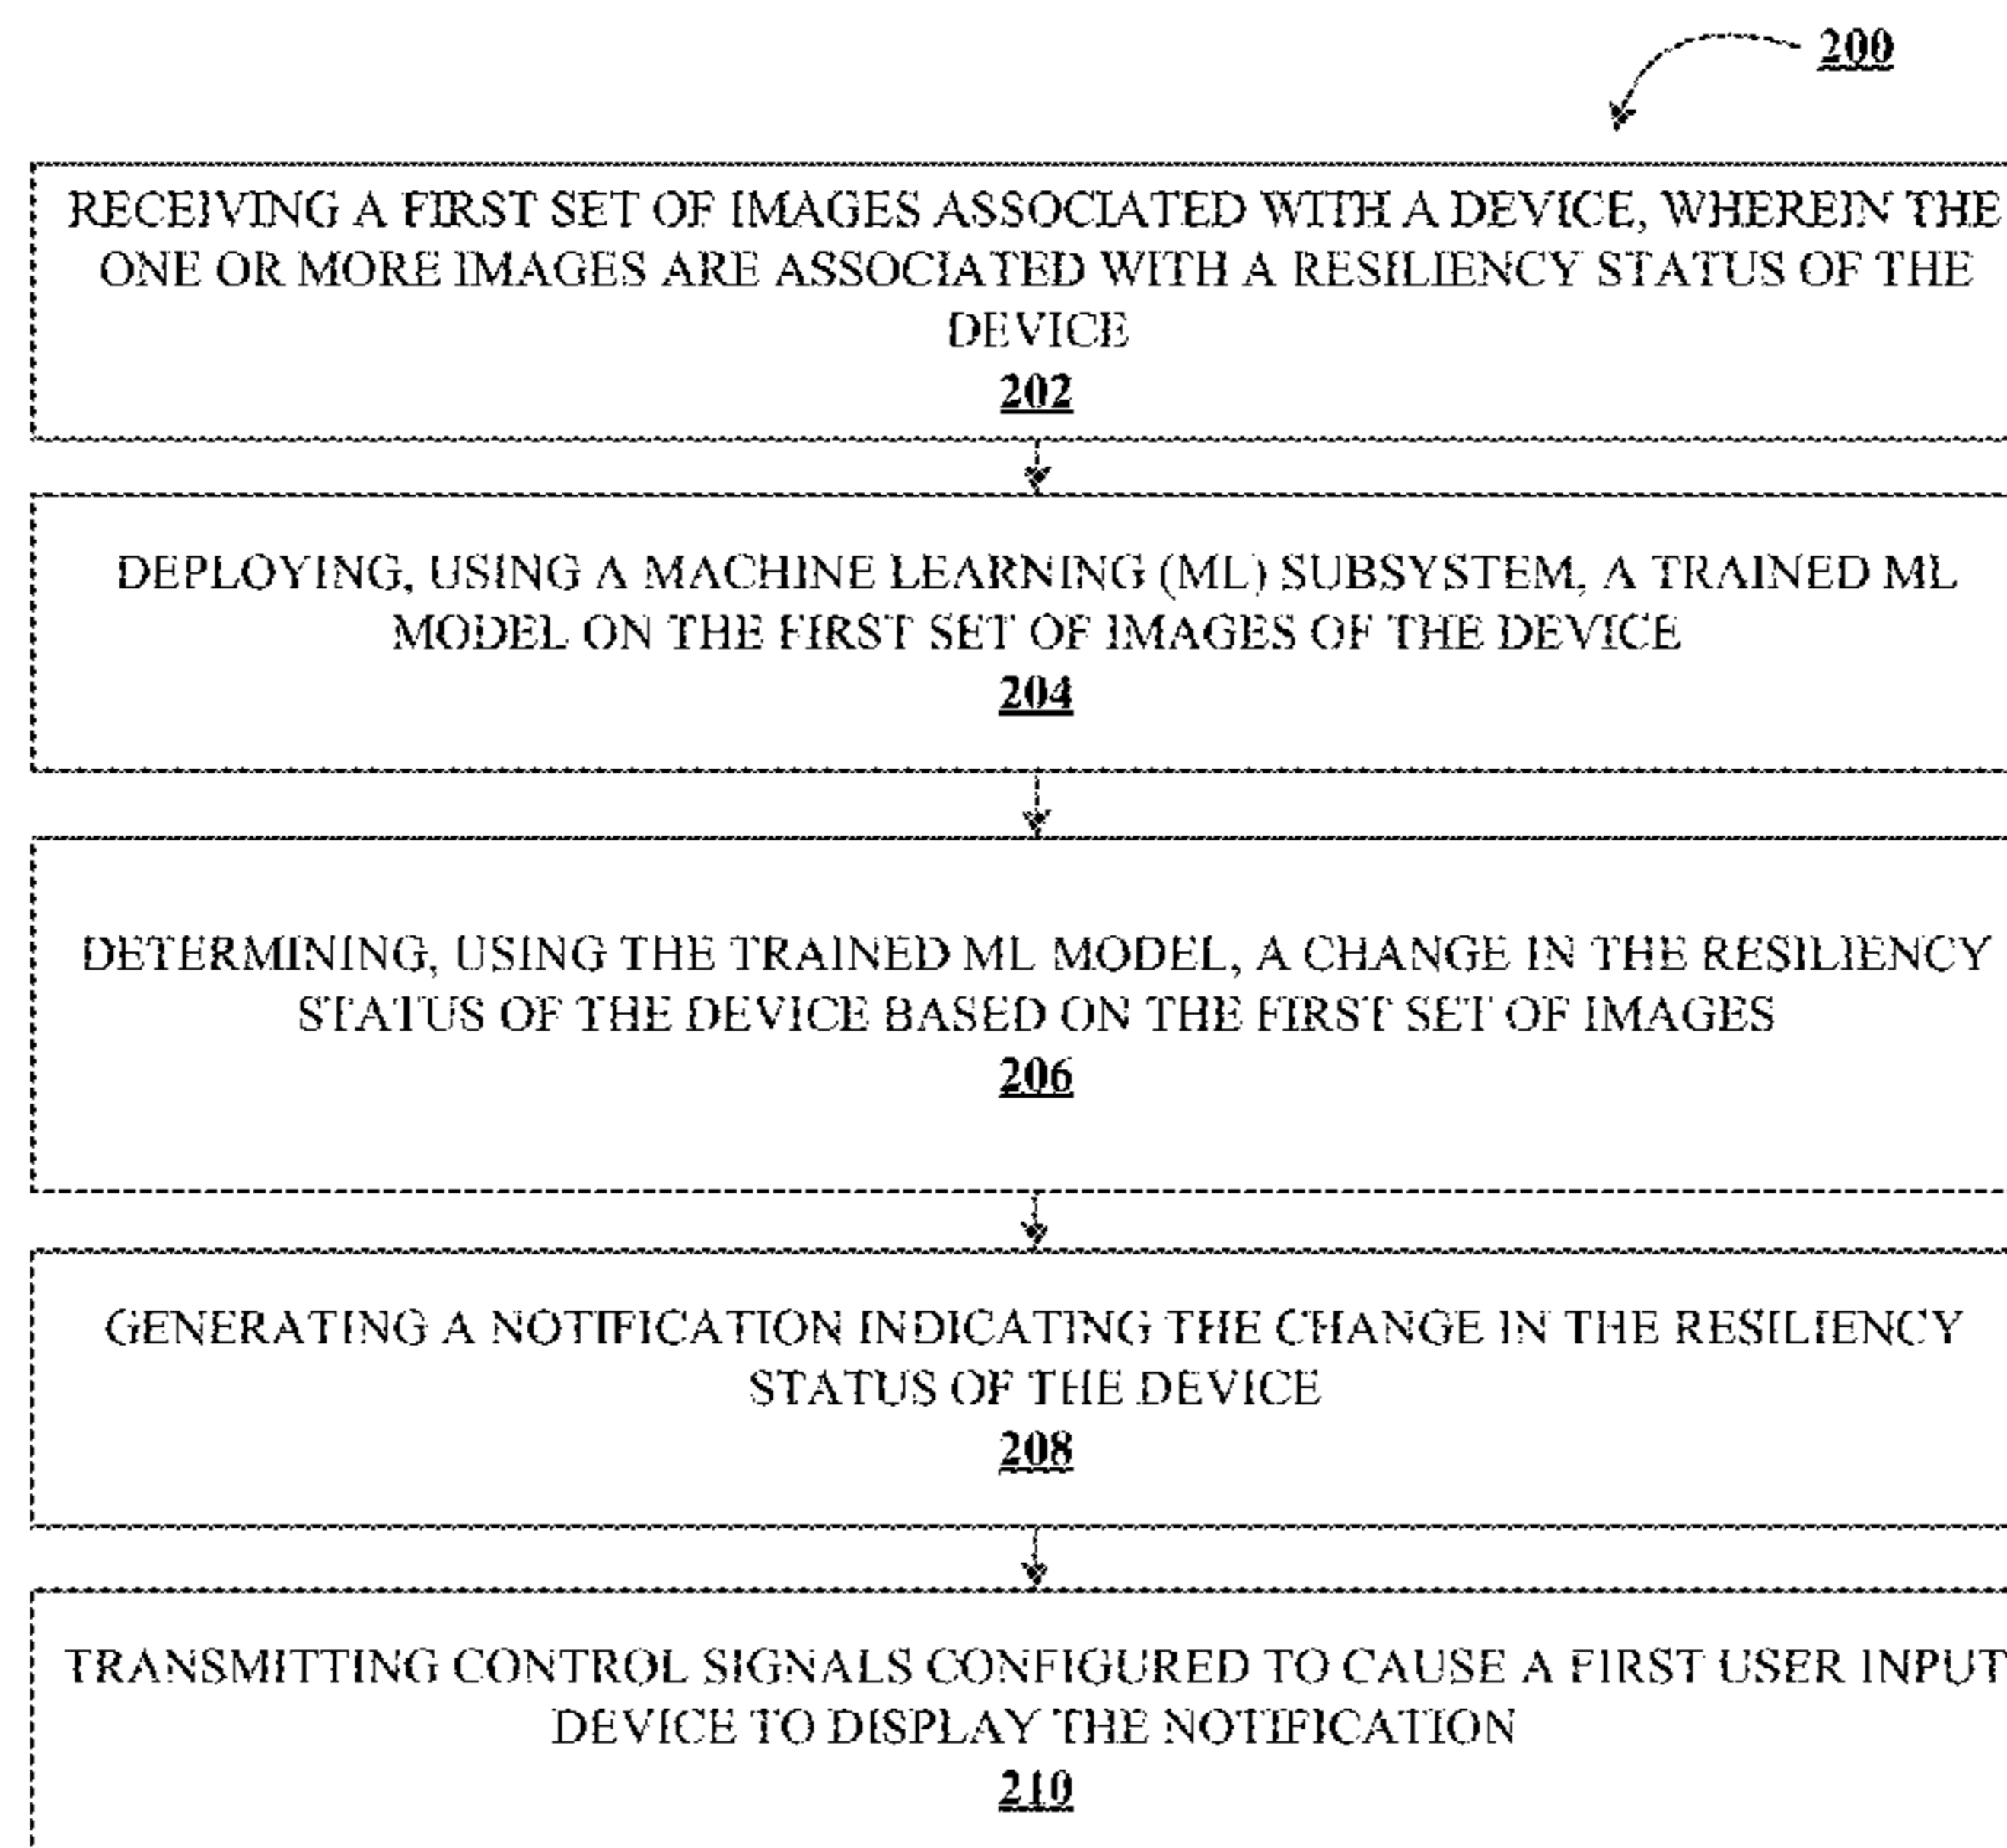 200
RECEIVING A FIRST SET OF IMAGES ASSOCIATED WITH A DEVICE, WHEREIN THE
ONE OR MORE IMAGES ARE ASSOCIATED WITH A RESILIENCY STATUS OF THE
DEVICE
202
DEPLOYING, USING A MACHINE LEARNING (ML) SUBSYSTEM, A TRAINED ML
MODEL ON THE FIRST SET OF IMAGES OF THE DEVICE
204
DETERMINING, USING THE TRAINED ML MODEL, A CHANGE IN THE RESILIENCY
STATUS OF THE DEVICE BASED ON THE FIRST SET OF IMAGES
206
GENERATING A NOTIFICATION INDICATING THE CHANGE IN THE RESILIENCY
STATUS OF THE DEVICE
208
TRANSMITTING CONTROL SIGNALS CONFIGURED TO CAUSE A FIRST USER INPUT
DEVICE TO DISPLAY THE NOTIFICATION
210